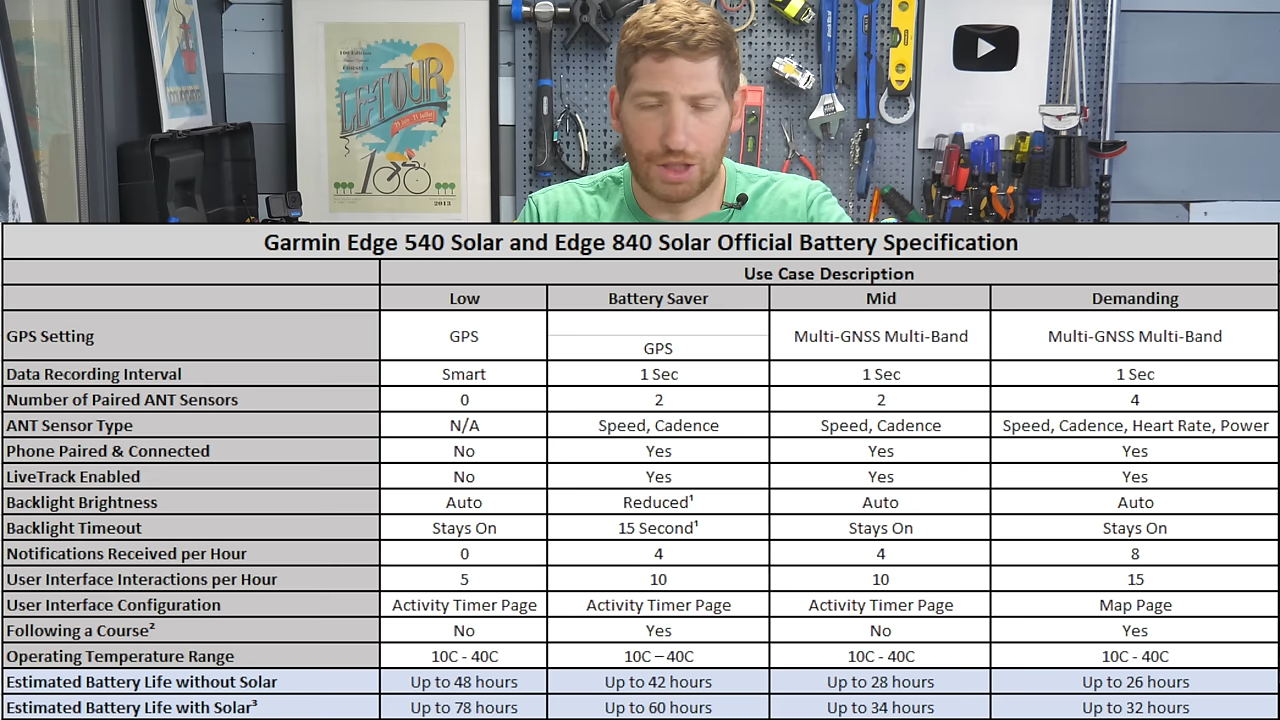 LE TOUR
2013
Garmin Edge 540 Solar and Edge 840 Solar Official Battery Specification
Use Case Description
Low Battery Saver Mid Demanding
GPS Setting GPS GPS Multi-GNSS Multi-Band Multi-GNSS Multi-Band
Data Recording Interval Smart 1 Sec 1 Sec 1 Sec
Number of Paired ANT Sensors 0 2 2 4
ANT Sensor Type N/A Speed, Cadence Speed, Cadence Speed, Cadence, Heart Rate, Power
Phone Paired & Connected No Yes Yes Yes
LiveTrack Enabled No Yes Yes Yes
Backlight Brightness Auto Reduced¹ Auto Auto
Backlight Timeout Stays On 15 Second¹ Stays On Stays On
Notifications Received per Hour 0 4 4 8
User Interface Interactions per Hour 5 10 10 15
User Interface Configuration Activity Timer Page Activity Timer Page Activity Timer Page Map Page
Following a Course² No Yes No Yes
Operating Temperature Range 10C - 40C 10C – 40C 10C - 40C 10C - 40C
Estimated Battery Life without Solar Up to 48 hours Up to 42 hours Up to 28 hours Up to 26 hours
Estimated Battery Life with Solar³ Up to 78 hours Up to 60 hours Up to 34 hours Up to 32 hours